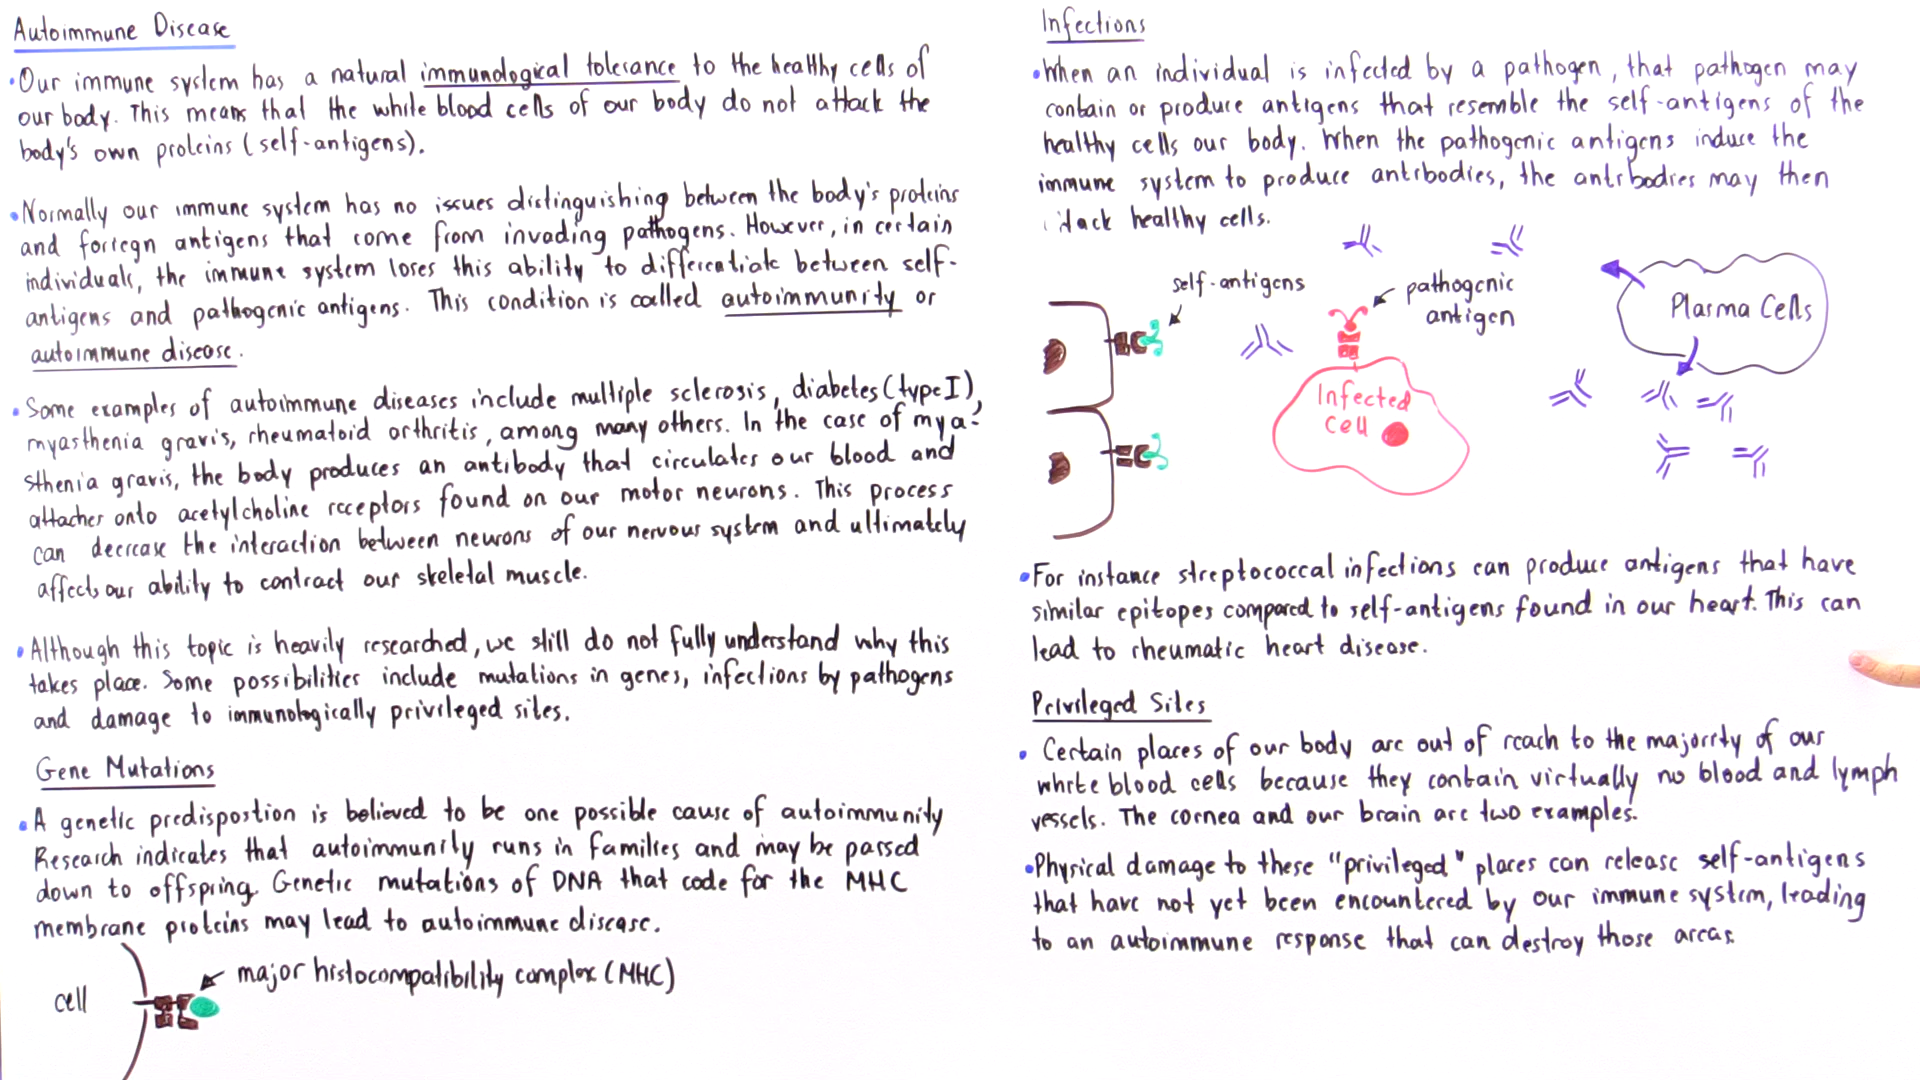 Autoimmune Disease
•Our immune system has a natural immunological tolerance to the healthy cells of
our body. This means that the white blood cells of our body do not attack the
body's own proteins (self-antigens).
•Normally our immune system has no issues distinguishing between the body's proteins
and foriegn antigens that come from invading pathogens. However, in certain
individuals, the immune system loses this ability to differentiate between self-
antigens and pathogenic antigens. This condition is called autoimmunity or
autoimmune disease.
•Some examples of autoimmune diseases include multiple sclerosis, diabetes (type I),
myasthenia gravis, rheumatoid orthritis, among many others. In the case of mya-
sthenia gravis, the body produces an antibody that circulates our blood and
attaches onto acetylcholine receptors found on our motor neurons. This process
can decrease the interaction between neurons of our nervous system and ultimately
affects our ability to contract our skeletal muscle.
•Although this topic is heavily researched, we still do not fully understand why this
takes place. Some possibilities include mutations in genes, infections by pathogens
and damage to immunologically privileged sites.
Gene Mutations
•A genetic predispostion is believed to be one possible cause of autoimmunity
Research indicates that autoimmunity runs in families and may be passed
down to offspring. Genetic mutations of DNA that code for the MHC
membrane proteins may lead to autoimmune disease.
cell
major histocompatibility complex (MHC)
Infections
•When an individual is infected by a pathogen, that pathogen may
contain or produce antigens that resemble the self-antigens of the
healthy cells our body. When the pathogenic antigens induce the
immune system to produce antibodies, the antibodies may then
attack healthy cells.
self-antigens
pathogenic
antigen
Plasma Cells
Infected
Cell
•For instance streptococcal infections can produce antigens that have
similar epitopes compared to self-antigens found in our heart. This can
lead to rheumatic heart disease.
Privileged Sites
• Certain places of our body are out of reach to the majority of our
white blood cells because they contain virtually no blood and lymph
vessels. The cornea and our brain are two examples.
•Physical damage to these "privileged" places can release self-antigens
that have not yet been encountered by our immune system, leading
to an autoimmune response that can destroy those areas.